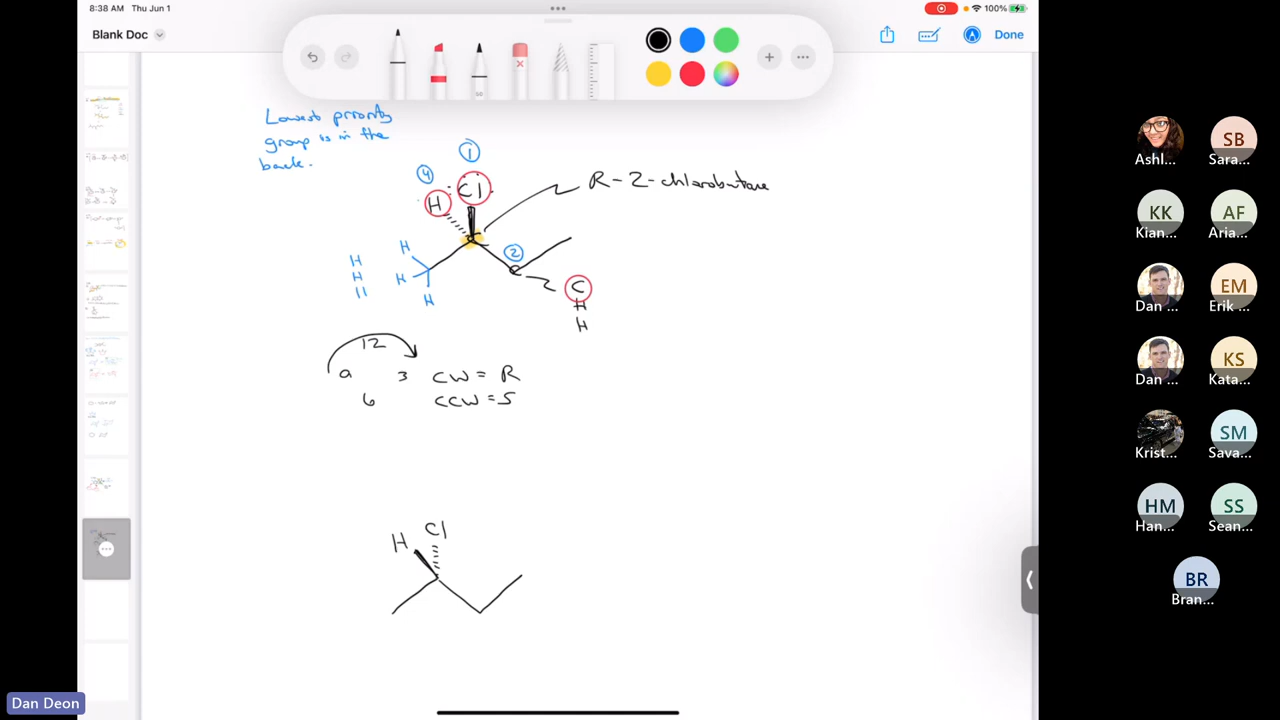 8:38 AM Thu Jun 1
100%
Blank Doc
Done
Lowest priority
group is in the
back.
1
4
H
Cl
R-2-chlorobutane
2
H
H
H
H
H
H
C
H
H
12
9 3
6
CW = R
CCW = S
H
Cl
Ashl...
SB
Sara...
KK
Kian...
AF
Aria...
Dan ...
EM
Erik ...
Dan ...
KS
Kata...
Krist...
SM
Sava...
HM
Han...
SS
Sean...
BR
Bran...
Dan Deon